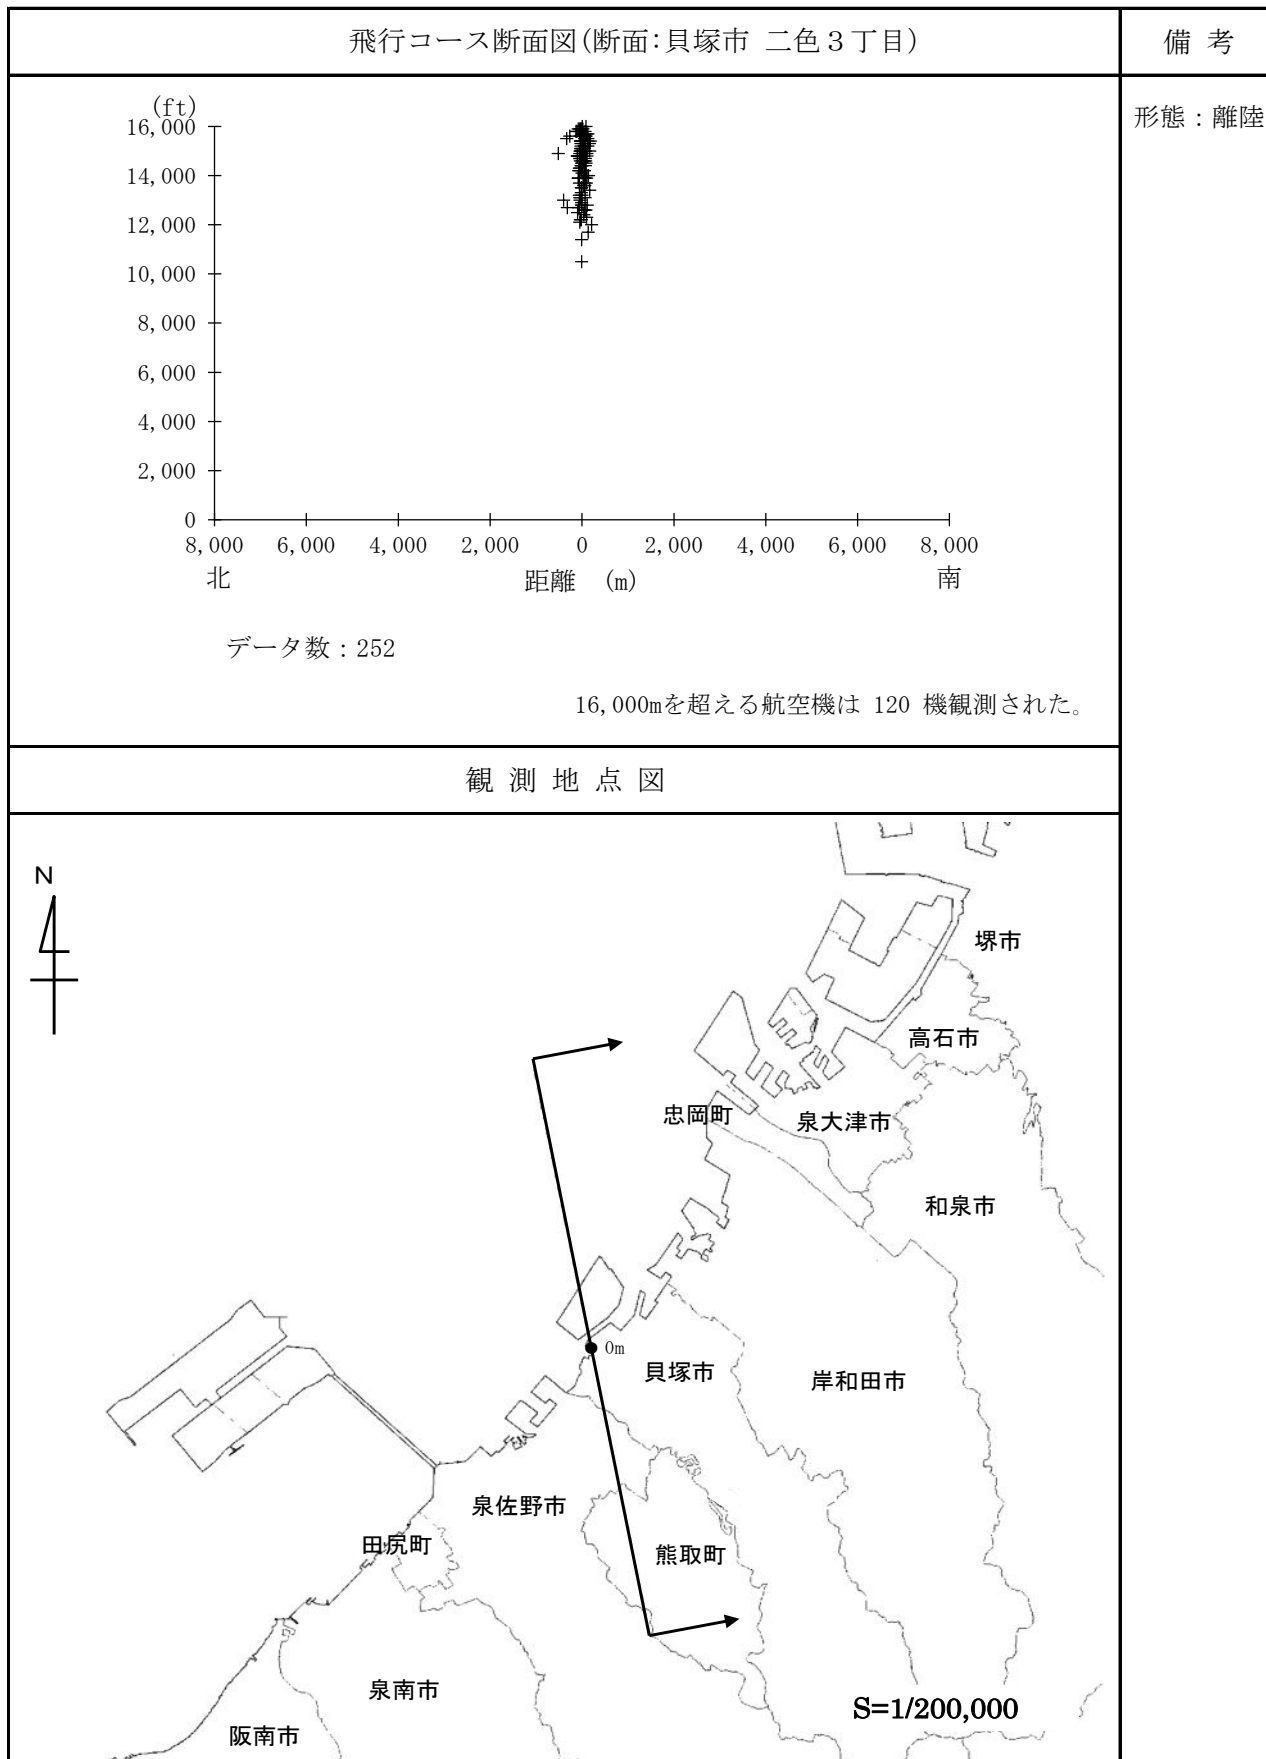 飛行コース断面図(断面:貝塚市 二色３丁目)
備 考
形態：離陸
(ft)
16,000
14,000
12,000
10,000
8,000
6,000
4,000
2,000
0
8,000 6,000 4,000 2,000 0 2,000 4,000 6,000 8,000
北 距離 (m) 南
データ数：252
16,000mを超える航空機は 120 機観測された。
観 測 地 点 図
N
堺市
高石市
忠岡町
泉大津市
和泉市
0m
貝塚市
岸和田市
泉佐野市
田尻町
熊取町
泉南市
S=1/200,000
阪南市